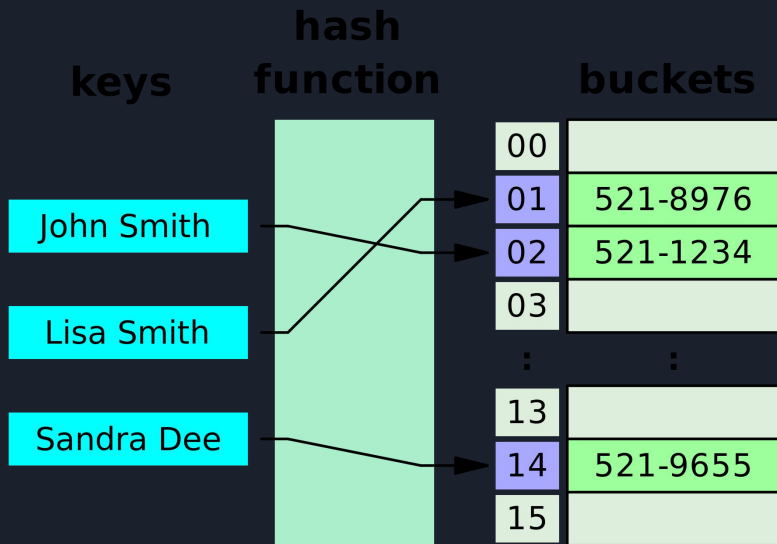 keys
hash
function
buckets
John Smith
Lisa Smith
Sandra Dee
00
01 521-8976
02 521-1234
03
: :
13
14 521-9655
15